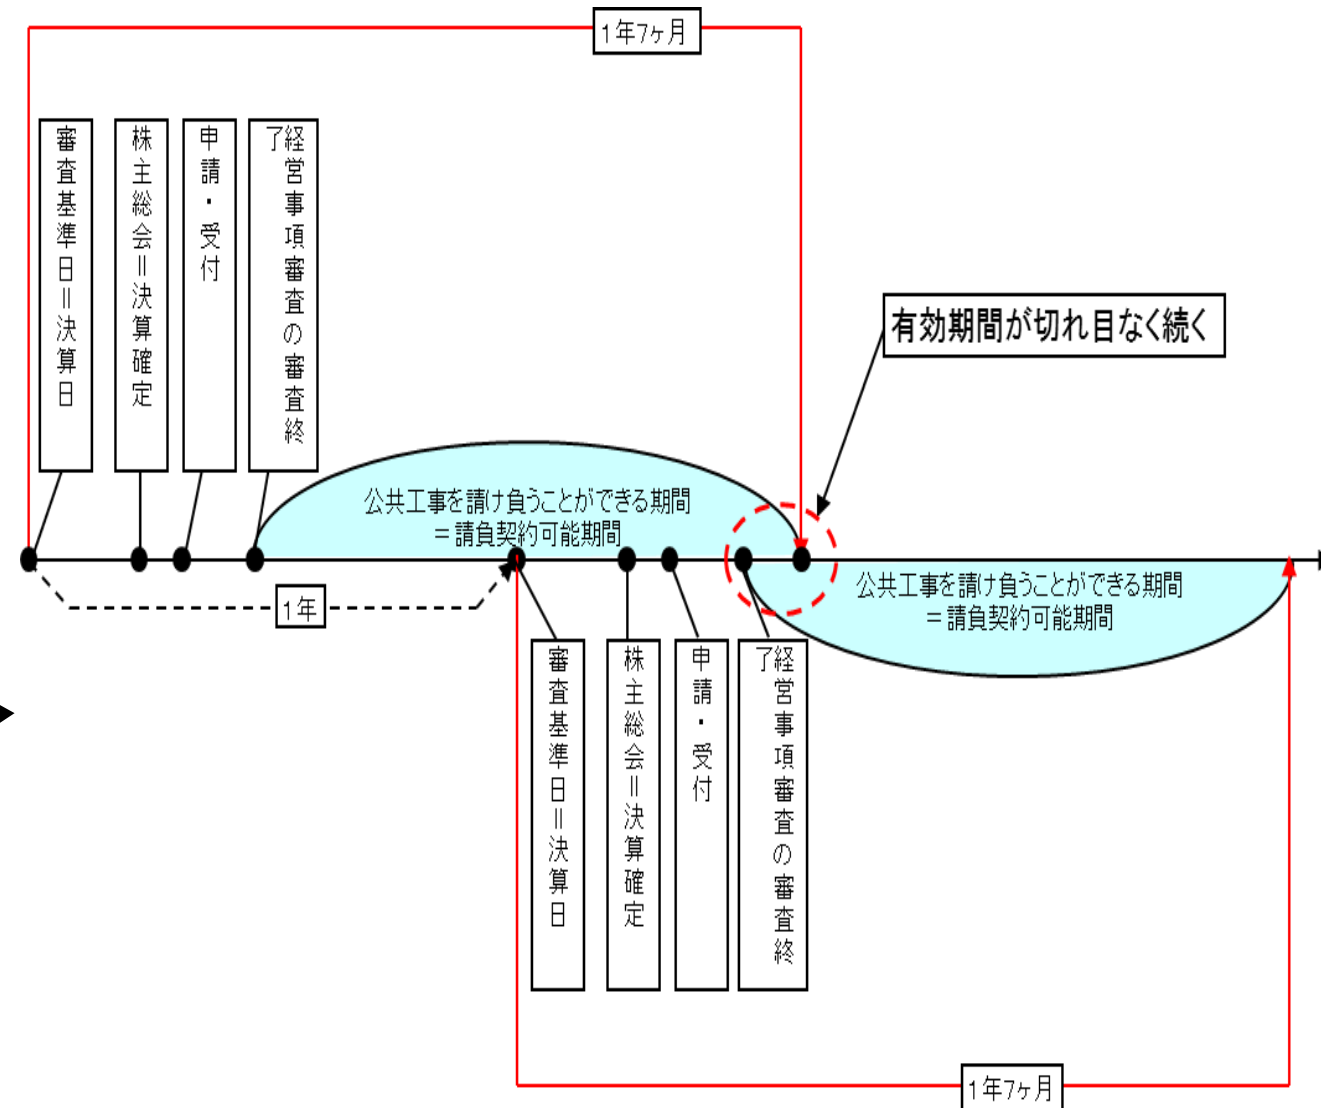 1年7ヶ月
審査基準日＝決算日
株主総会＝決算確定
申請・受付
経営事項審査の審査終
了
有効期間が切れ目なく続く
公共工事を請け負うことができる期間
＝請負契約可能期間
1年
公共工事を請け負うことができる期間
＝請負契約可能期間
審査基準日＝決算日
株主総会＝決算確定
申請・受付
経営事項審査の審査終
了
1年7ヶ月